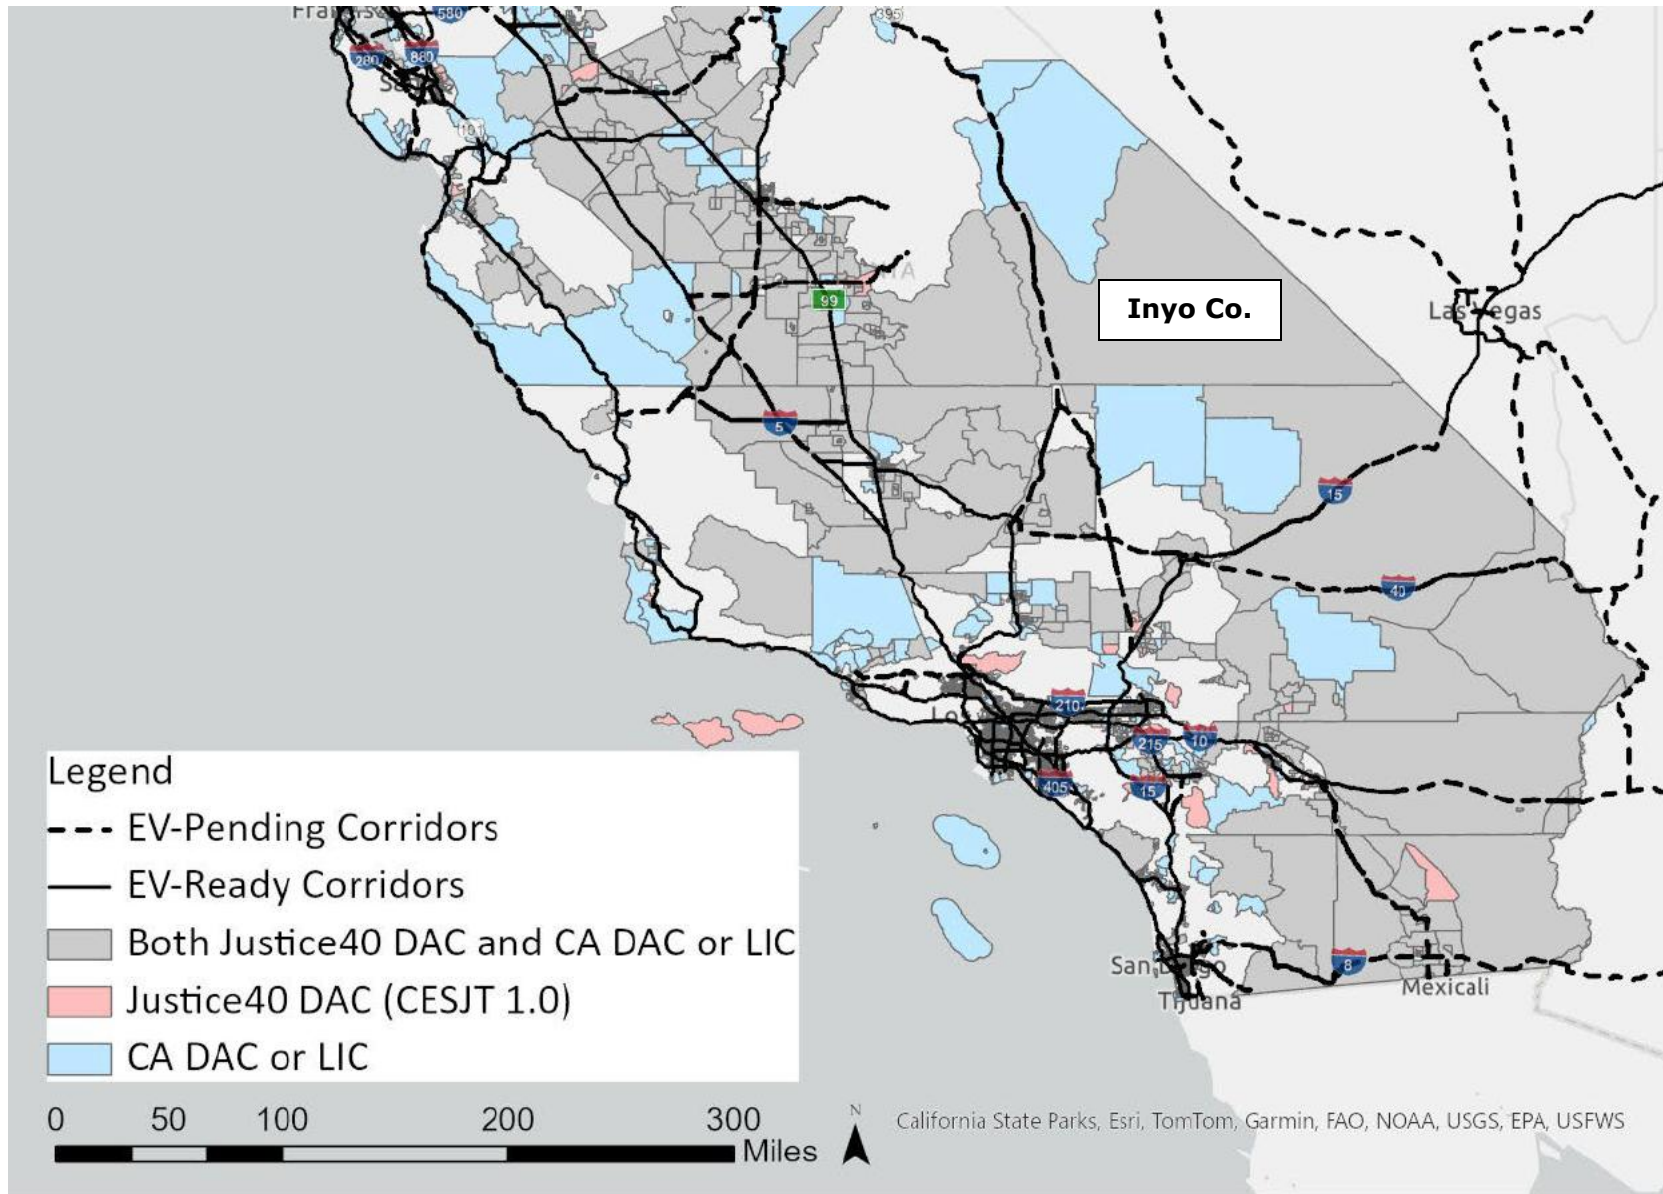 Francisco
580
395
280
880
101
99
Inyo Co.
Las Vegas
5
15
40
210
215
10
405
15
San Diego
8
Tijuana
Mexicali
Legend
EV-Pending Corridors
EV-Ready Corridors
Both Justice40 DAC and CA DAC or LIC
Justice40 DAC (CESJT 1.0)
CA DAC or LIC
0 50 100 200 300
Miles
N
California State Parks, Esri, TomTom, Garmin, FAO, NOAA, USGS, EPA, USFWS